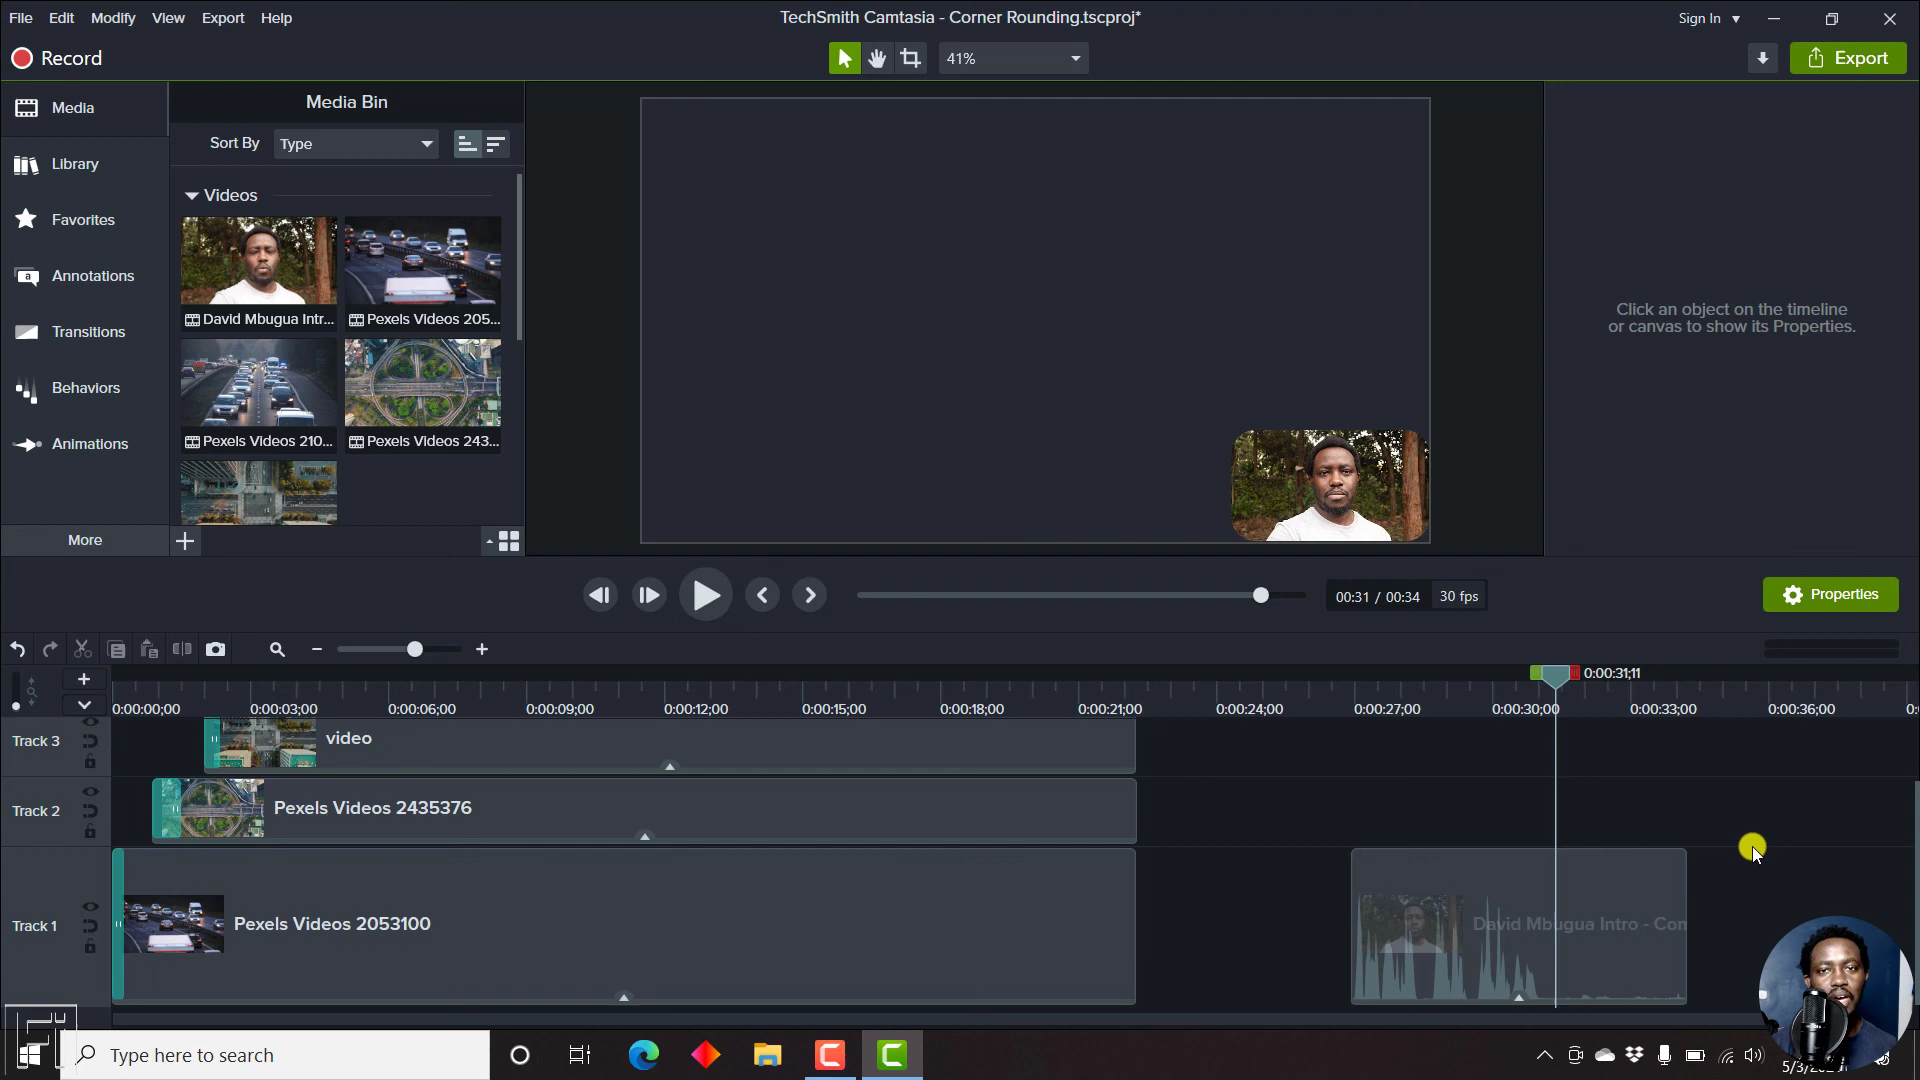 File Edit Modify View Export Help
TechSmith Camtasia - Corner Rounding.tscproj*
Sign In
Record
41%
Export
Media
Media Bin
Sort By Type
Library
Videos
Favorites
Annotations
Transitions
David Mbugua Intr...
Pexels Videos 205...
Click an object on the timeline
or canvas to show its Properties.
Behaviors
Animations
Pexels Videos 210...
Pexels Videos 243...
More
00:31 / 00:34
30 fps
Properties
0:00:31;11
0:00:00;00 0:00:03;00 0:00:06;00 0:00:09;00 0:00:12;00 0:00:15;00 0:00:18;00 0:00:21;00 0:00:24;00 0:00:27;00 0:00:30;00 0:00:33;00 0:00:36;00
Track 3
video
Track 2
Pexels Videos 2435376
Track 1
Pexels Videos 2053100
David Mbugua Intro - Con
Type here to search